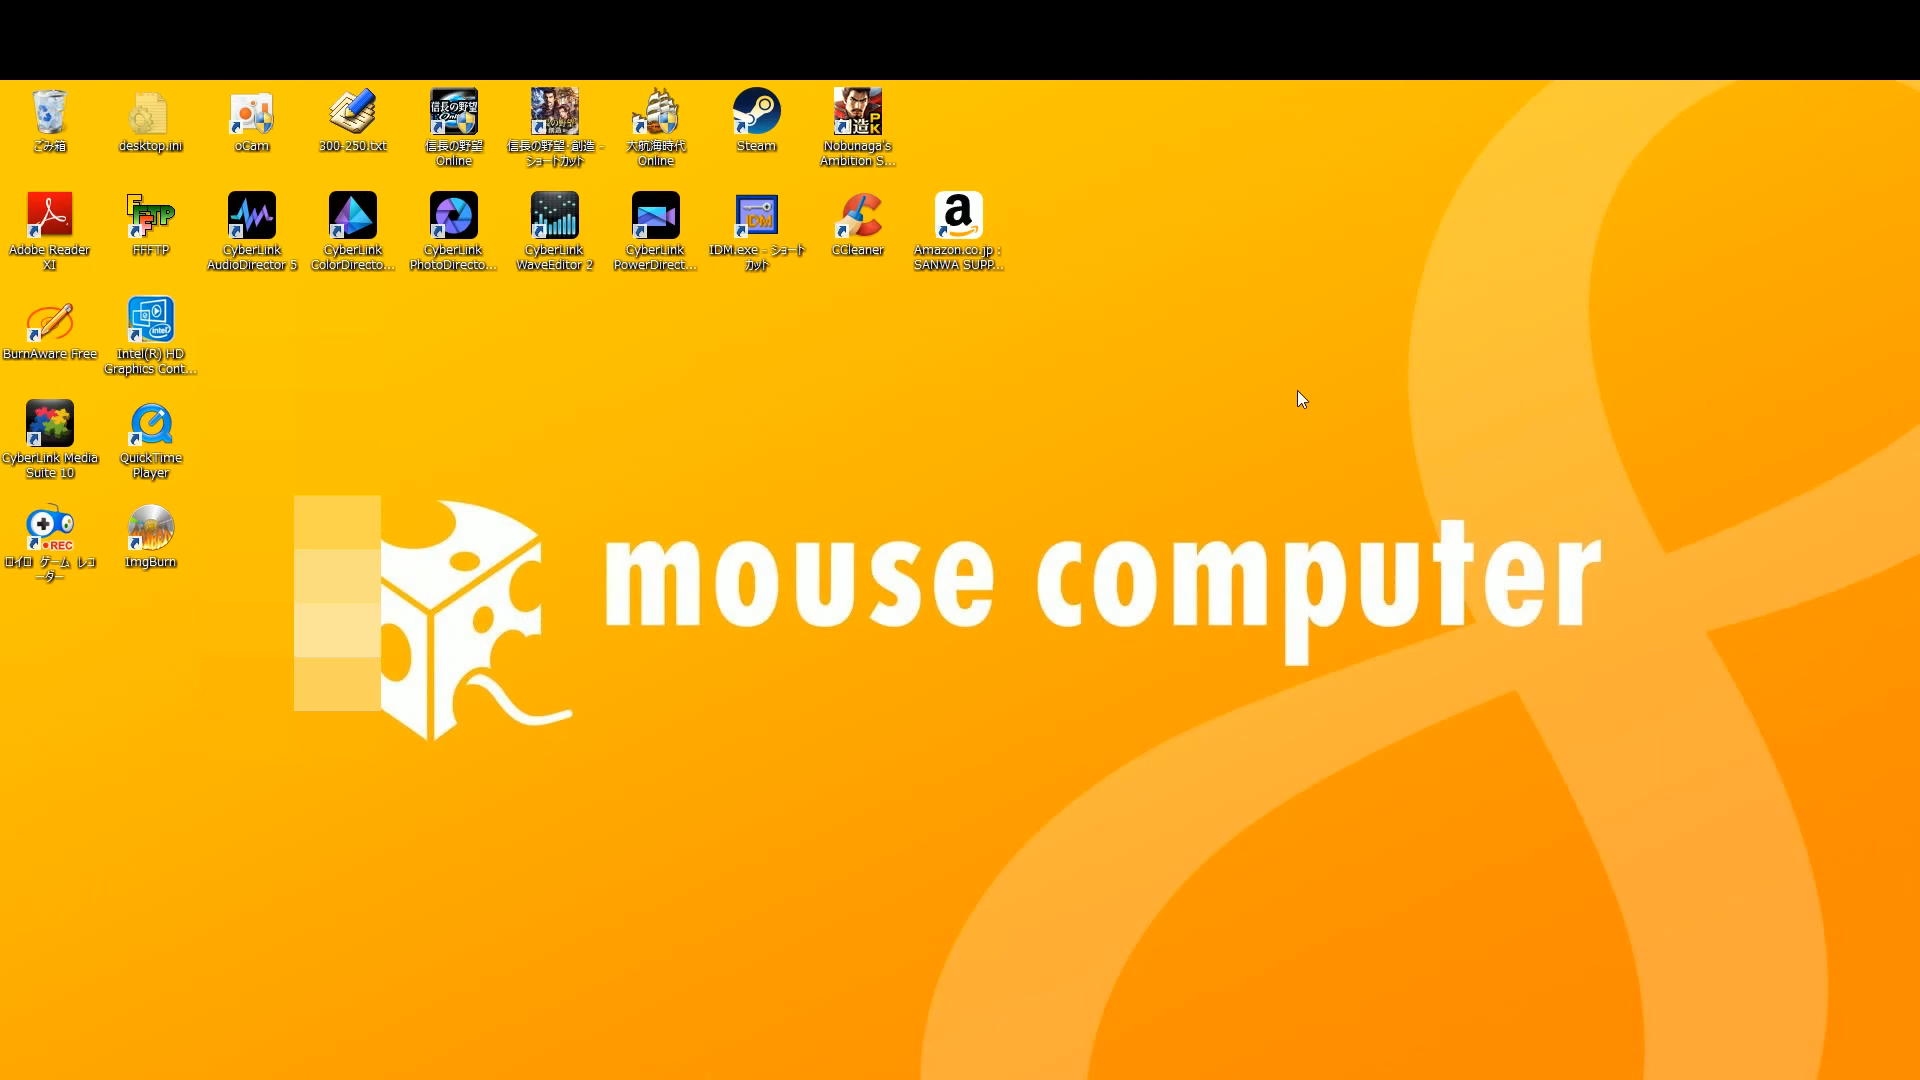 ごみ箱
desktop.ini
oCam
300-250.txt
信長の野望
Online
信長の野望・創造 -
ショートカット
大航海時代
Online
Steam
Nobunaga's
Ambition S...
Adobe Reader
XI
FFFTP
CyberLink
AudioDirector 5
CyberLink
ColorDirecto...
CyberLink
PhotoDirecto...
CyberLink
WaveEditor 2
CyberLink
PowerDirect...
IDM.exe - ショート
カット
CCleaner
Amazon.co.jp :
SANWA SUPP...
BurnAware Free
Intel(R) HD
Graphics Cont...
CyberLink Media
Suite 10
QuickTime
Player
ロイロ ゲーム レコ
ーダー
ImgBurn
mouse computer